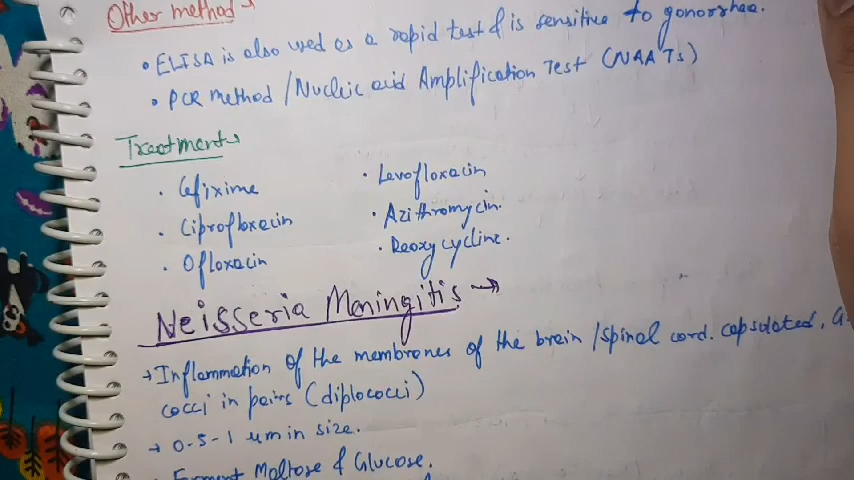 Other method →
• ELISA is also used as a rapid test & is sensitive to gonorrhea.
• PCR method / Nucleic acid Amplification Test (NAATs)
Treatment →
• Cefixime
• Ciprofloxacin
• Ofloxacin
• Levofloxacin
• Azithromycin.
• Deoxycycline.
Neisseria Meningitis →
→ Inflammation of the membranes of the brain / Spinal cord. capsulated, G
cocci in pairs (diplococci)
→ 0.5-1 um in size.
Ferment Maltose & Glucose.